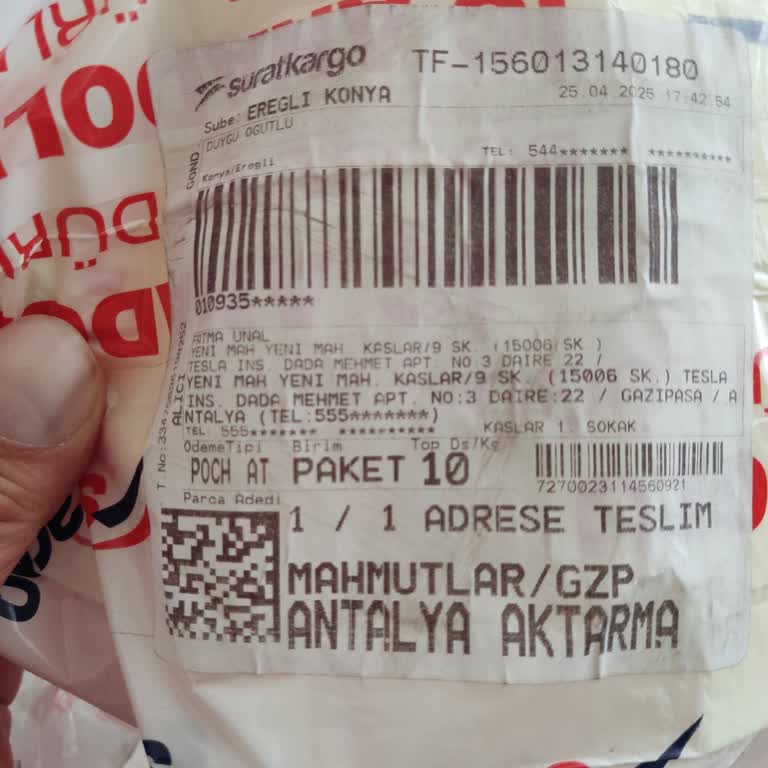 süratkargo TF-156013140180
25.04 2025 17:42:54
Şube: EREGLI KONYA
GOND. DUYGU OGUTLU
TEL: 544******* **********
Konya/Eregli
010935*****
ALICI
FATMA UNAL
YENI MAH YENI MAH. KASLAR/9 SK. (15006 SK.)
TESLA INS. DADA MEHMET APT. NO:3 DAIRE 22 /
YENI MAH YENI MAH. KASLAR/9 SK. (15006 SK.) TESLA
INS. DADA MEHMET APT. NO:3 DAIRE:22 / GAZIPASA / A
NTALYA (TEL:555*******)
TEL: 555******* ********** KASLAR 1. SOKAK
OdemeTipi Birim Top Ds/Kg
POCH AT PAKET 10
7270023114560921
Parca Adedi
1 / 1 ADRESE TESLIM
MAHMUTLAR/GZP
ANTALYA AKTARMA